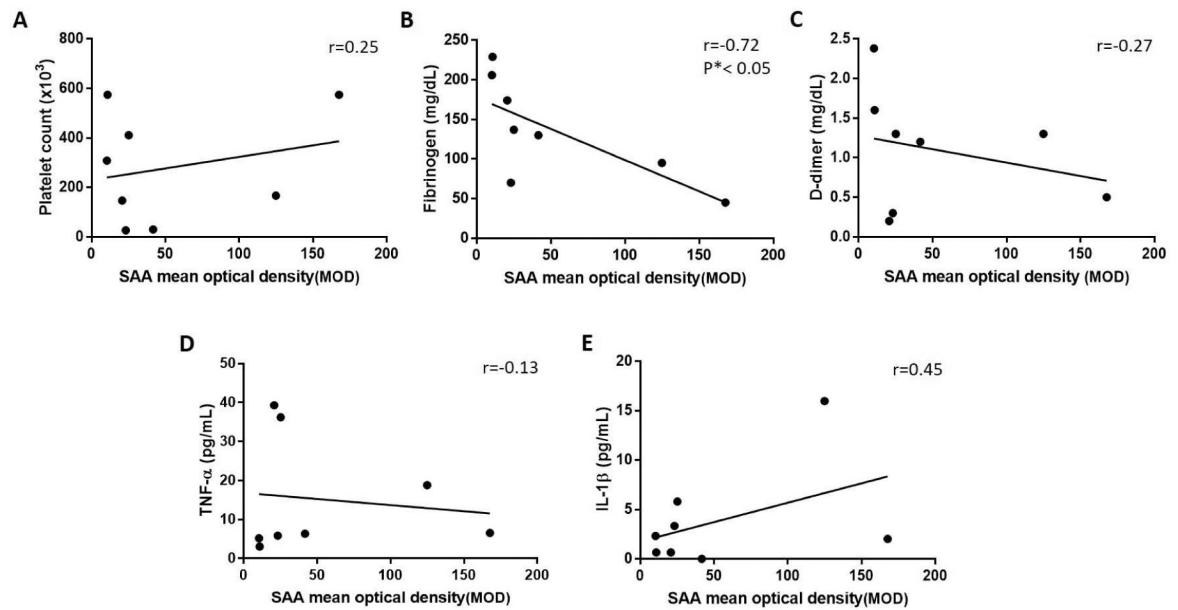 A
r=0.25
Platelet count (x10³)
800
600
400
200
0
0 50 100 150 200
SAA mean optical density(MOD)
B
r=-0.72
P*< 0.05
Fibrinogen (mg/dL)
250
200
150
100
50
0
0 50 100 150 200
SAA mean optical density(MOD)
C
r=-0.27
D-dimer (mg/dL)
2.5
2.0
1.5
1.0
0.5
0.0
0 50 100 150 200
SAA mean optical density(MOD)
D
r=-0.13
TNF-α (pg/mL)
50
40
30
20
10
0
0 50 100 150 200
SAA mean optical density(MOD)
E
r=0.45
IL-1β (pg/mL)
20
15
10
5
0
0 50 100 150 200
SAA mean optical density(MOD)